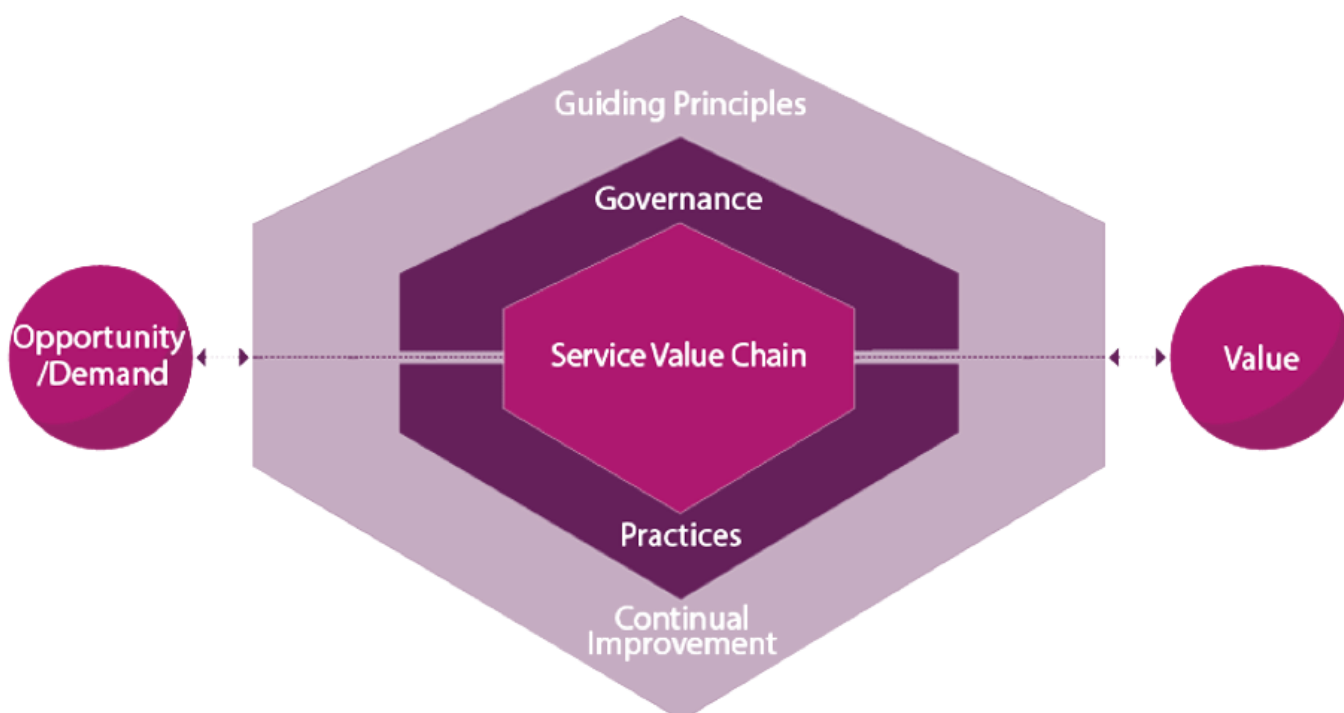 Guiding Principles
Governance
Opportunity
/Demand
Service Value Chain
Value
Practices
Continual
Improvement